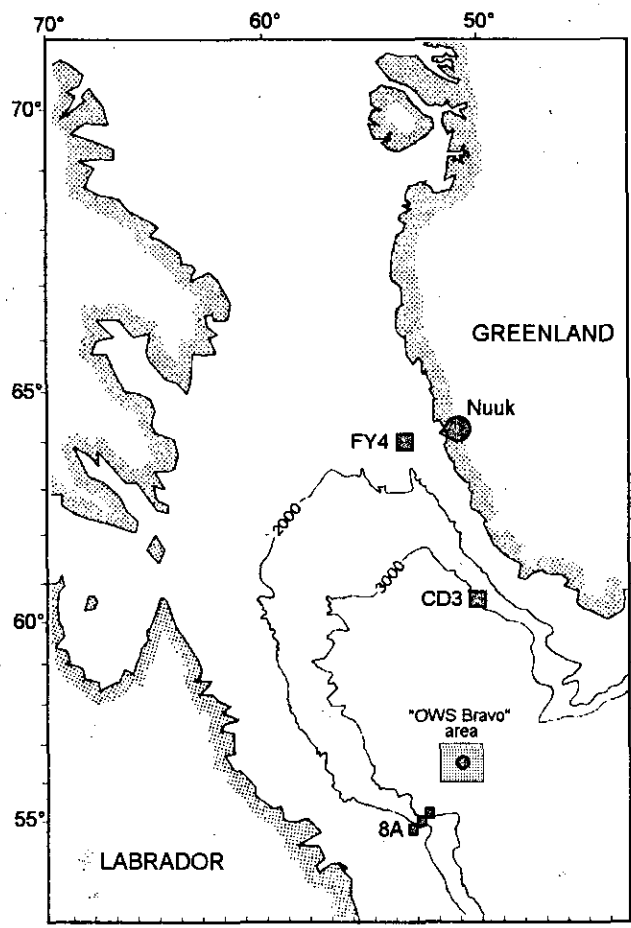 70° 60° 50°
70°
GREENLAND
65°
Nuuk
FY4
2000
3000
60°
CD3
"OWS Bravo"
area
55°
8A
LABRADOR